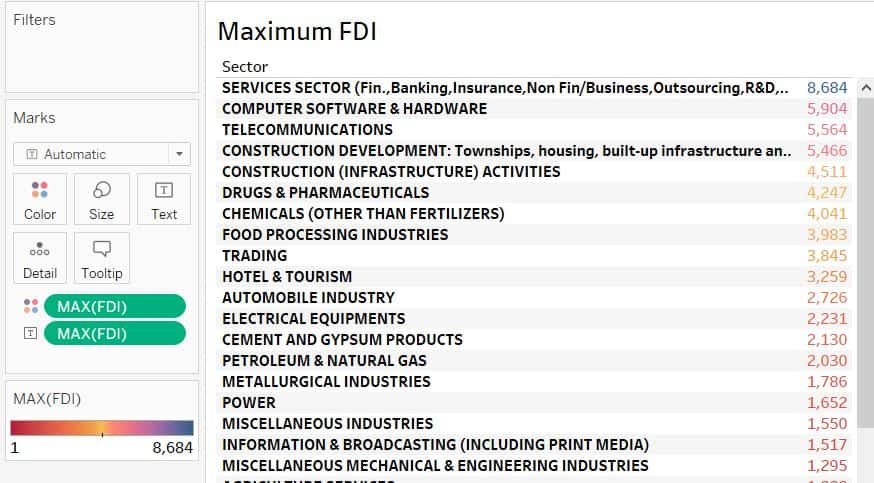 Filters
Marks
Automatic
Color
Size
Text
Detail
Tooltip
MAX(FDI)
MAX(FDI)
MAX(FDI)
1 8,684
Maximum FDI
Sector
SERVICES SECTOR (Fin.,Banking,Insurance,Non Fin/Business,Outsourcing,R&D,.. 8,684
COMPUTER SOFTWARE & HARDWARE 5,904
TELECOMMUNICATIONS 5,564
CONSTRUCTION DEVELOPMENT: Townships, housing, built-up infrastructure an.. 5,466
CONSTRUCTION (INFRASTRUCTURE) ACTIVITIES 4,511
DRUGS & PHARMACEUTICALS 4,247
CHEMICALS (OTHER THAN FERTILIZERS) 4,041
FOOD PROCESSING INDUSTRIES 3,983
TRADING 3,845
HOTEL & TOURISM 3,259
AUTOMOBILE INDUSTRY 2,726
ELECTRICAL EQUIPMENTS 2,231
CEMENT AND GYPSUM PRODUCTS 2,130
PETROLEUM & NATURAL GAS 2,030
METALLURGICAL INDUSTRIES 1,786
POWER 1,652
MISCELLANEOUS INDUSTRIES 1,550
INFORMATION & BROADCASTING (INCLUDING PRINT MEDIA) 1,517
MISCELLANEOUS MECHANICAL & ENGINEERING INDUSTRIES 1,295